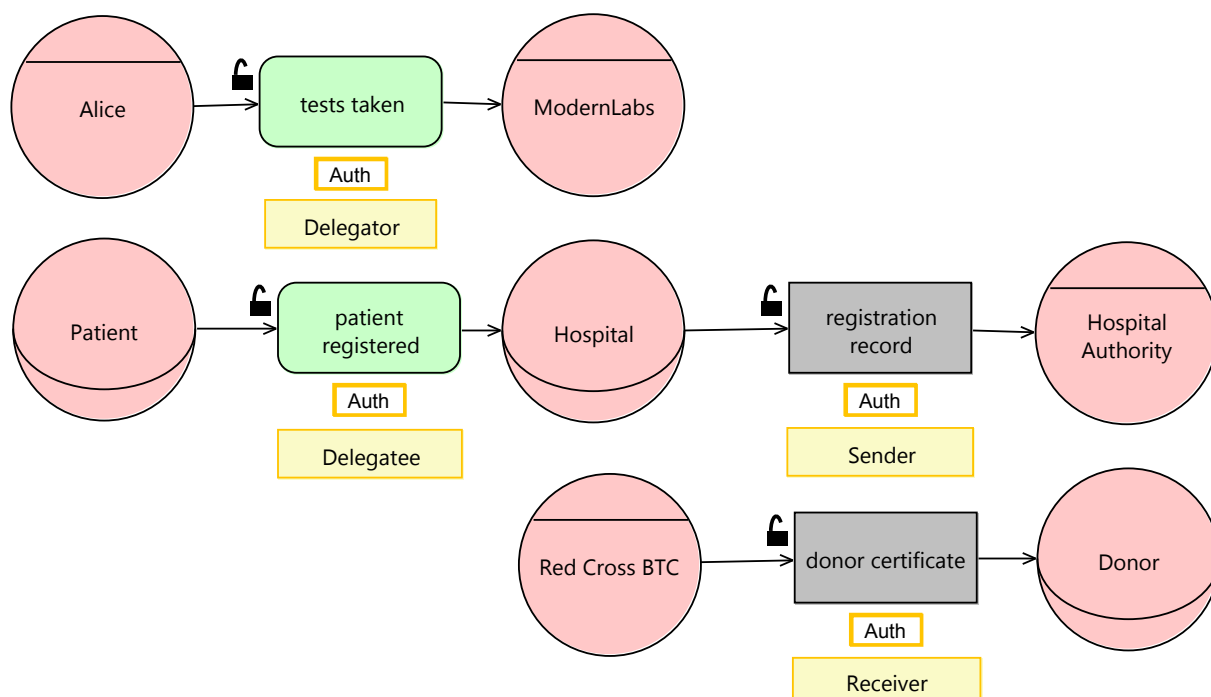 Alice
tests taken
ModernLabs
Auth
Delegator
Patient
patient
registered
Hospital
registration
record
Hospital
Authority
Auth
Delegatee
Auth
Sender
Red Cross BTC
donor certificate
Donor
Auth
Receiver